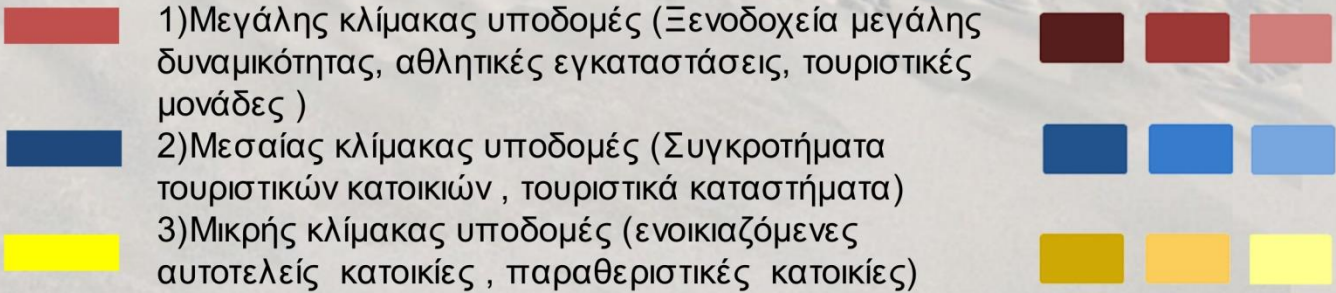 1)Μεγάλης κλίμακας υποδομές (Ξενοδοχεία μεγάλης
δυναμικότητας, αθλητικές εγκαταστάσεις, τουριστικές
μονάδες )
2)Μεσαίας κλίμακας υποδομές (Συγκροτήματα
τουριστικών κατοικιών , τουριστικά καταστήματα)
3)Μικρής κλίμακας υποδομές (ενοικιαζόμενες
αυτοτελείς κατοικίες , παραθεριστικές κατοικίες)